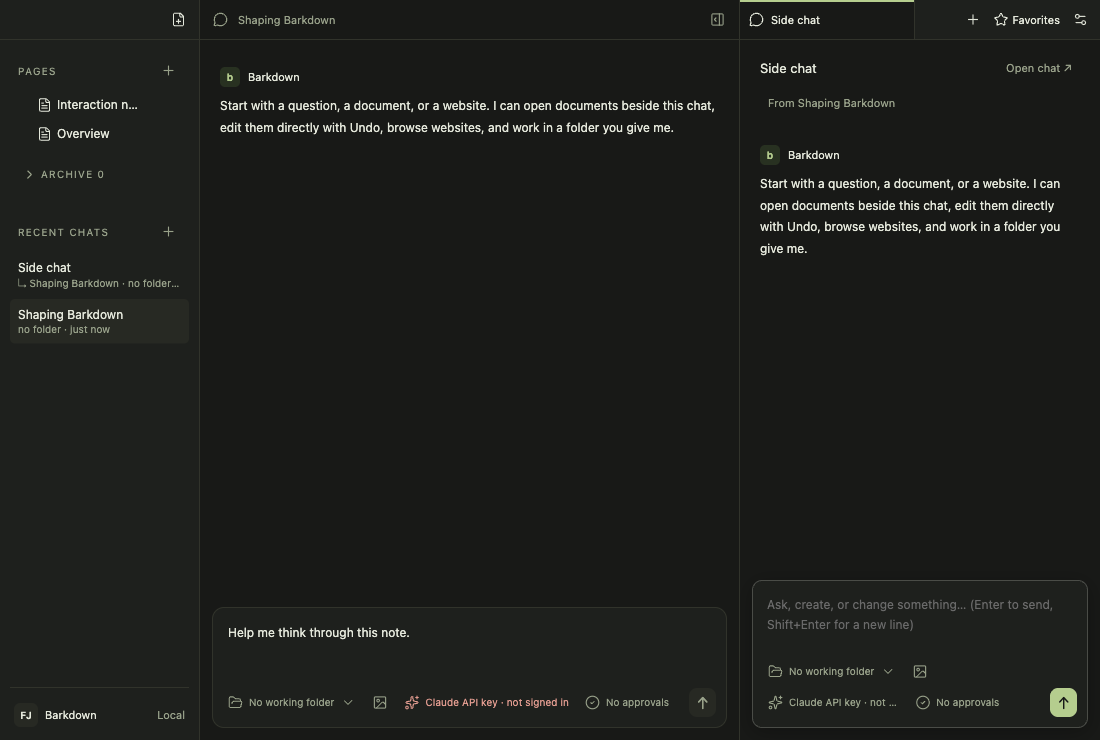 Shaping Barkdown
Side chat
Favorites
PAGES
Interaction n...
Overview
ARCHIVE 0
RECENT CHATS
Side chat
Shaping Barkdown · no folder...
Shaping Barkdown
no folder · just now
FJ Barkdown Local
b Barkdown
Start with a question, a document, or a website. I can open documents beside this chat,
edit them directly with Undo, browse websites, and work in a folder you give me.
Help me think through this note.
No working folder Claude API key · not signed in No approvals
Side chat Open chat ↗
From Shaping Barkdown
b Barkdown
Start with a question, a document, or a website. I can
open documents beside this chat, edit them directly
with Undo, browse websites, and work in a folder you
give me.
Ask, create, or change something... (Enter to send,
Shift+Enter for a new line)
No working folder
Claude API key · not ... No approvals